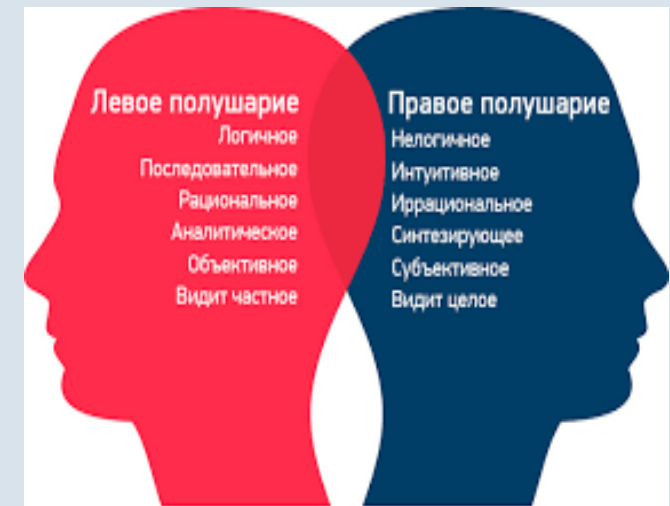 Левое полушарие
Логичное
Последовательное
Рациональное
Аналитическое
Объективное
Видит частное
Правое полушарие
Нелогичное
Интуитивное
Иррациональное
Синтезирующее
Субъективное
Видит целое